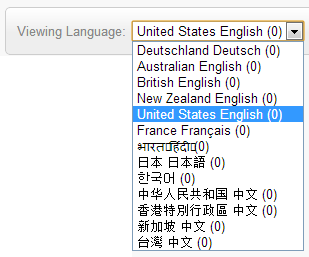 Viewing Language: United States English (0)
Deutschland Deutsch (0)
Australian English (0)
British English (0)
New Zealand English (0)
United States English (0)
France Français (0)
(0)
日本 日本語 (0)
한국어 (0)
中华人民共和国 中文 (0)
香港特別行政區 中文 (0)
新加坡 中文 (0)
台灣 中文 (0)